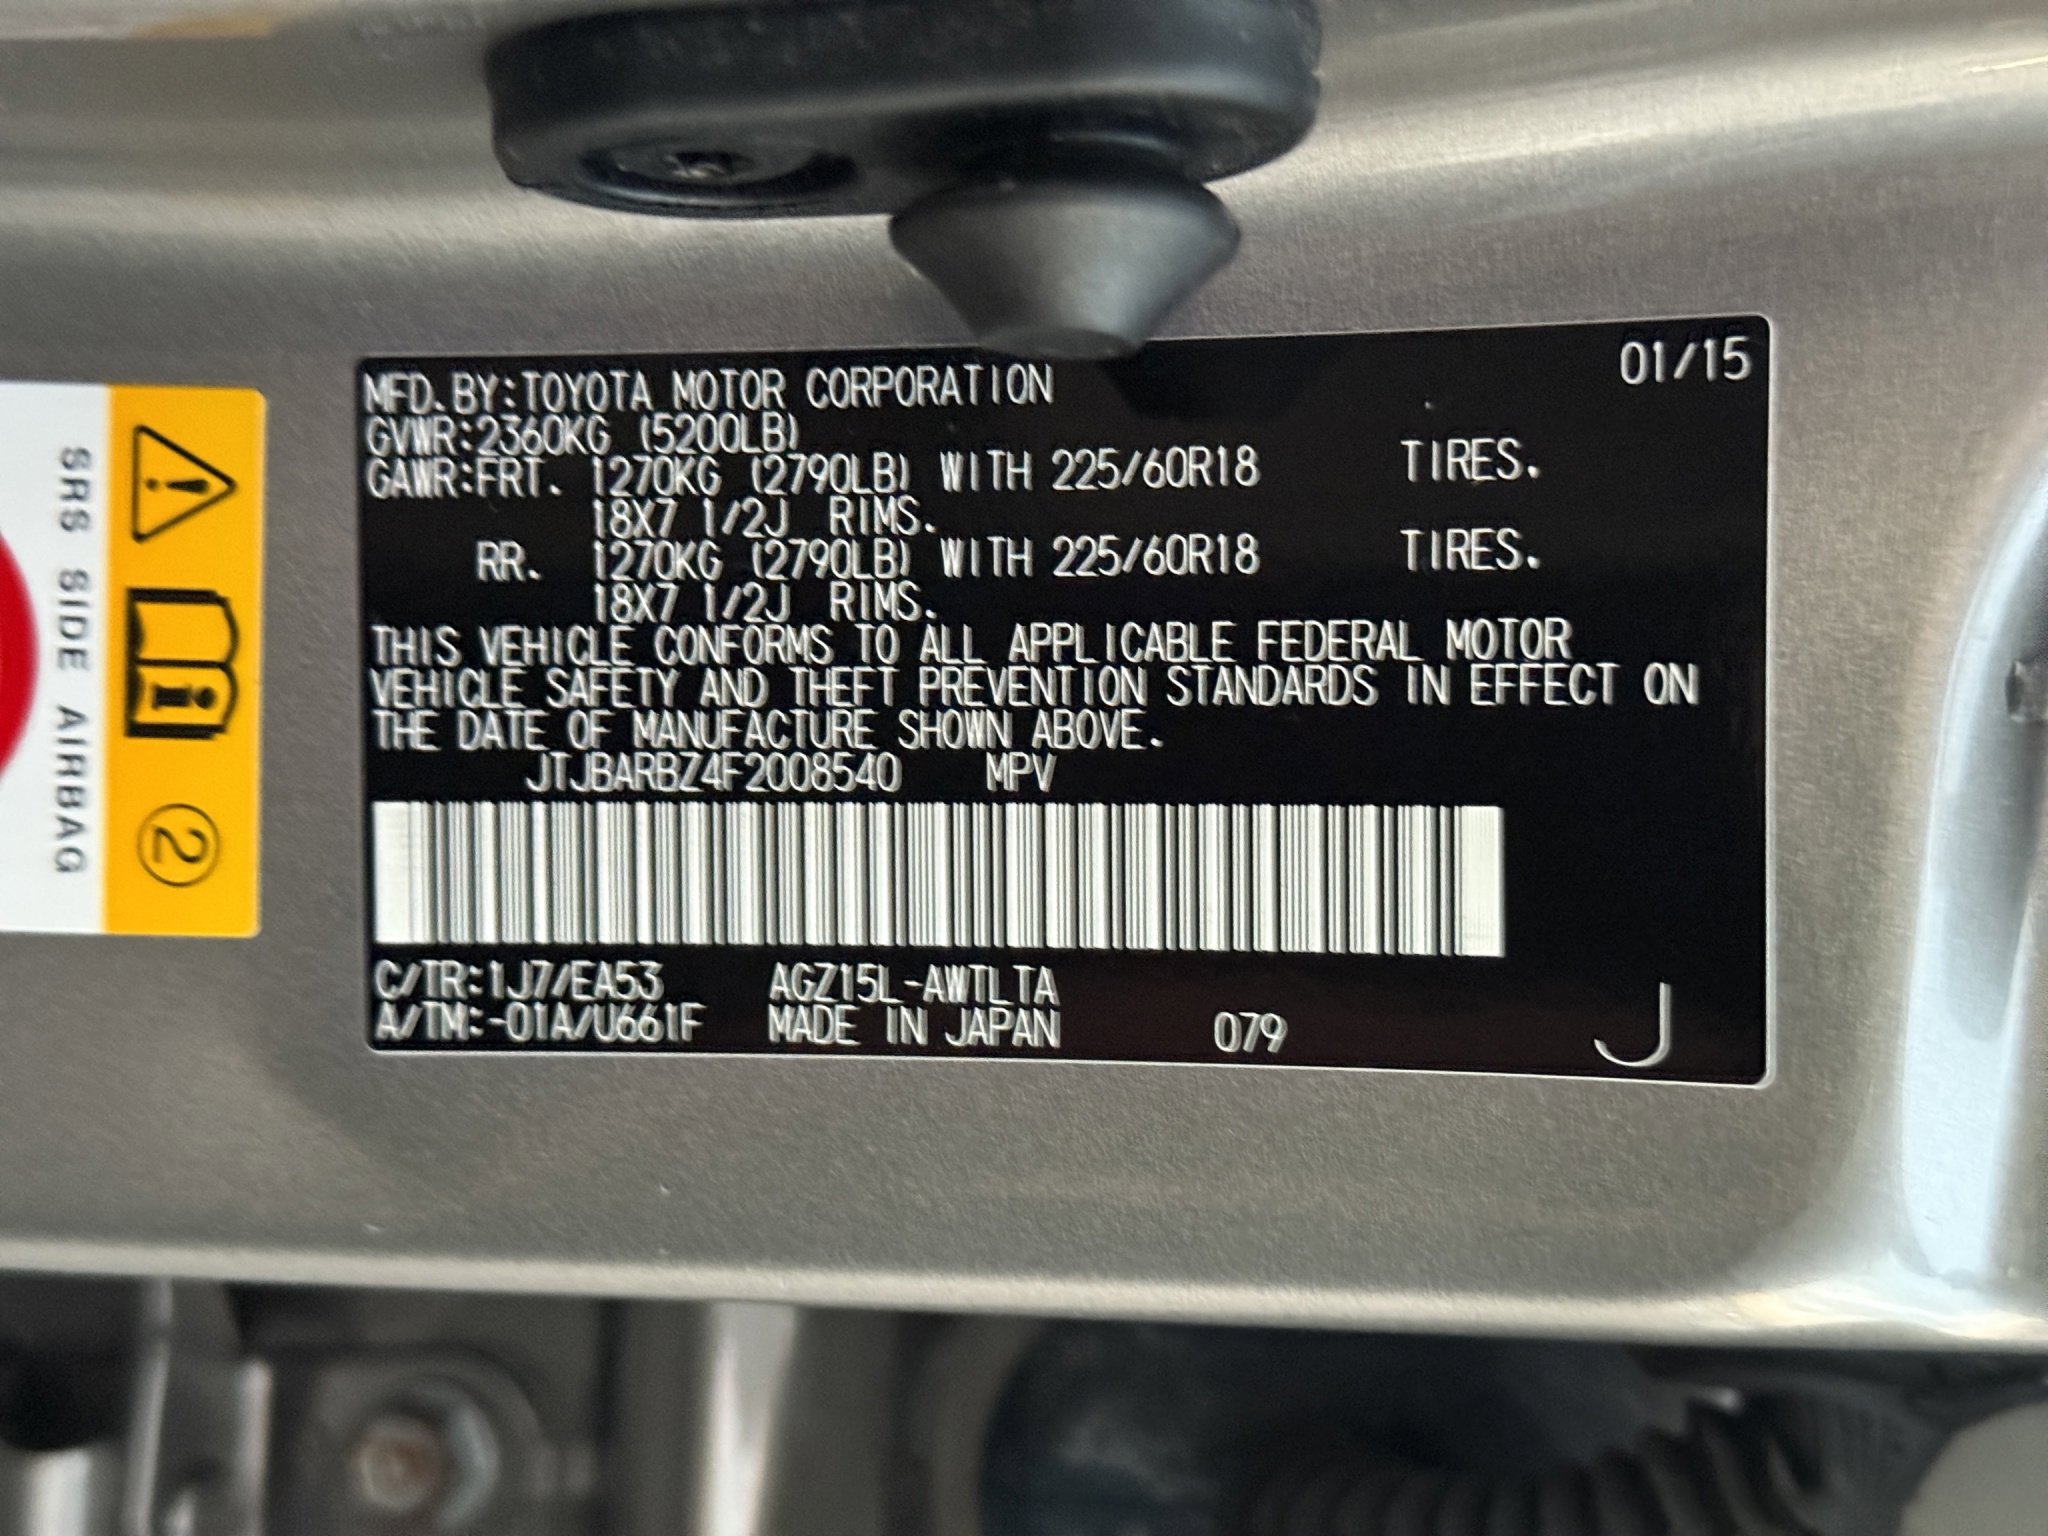 01/15
MFD.BY:TOYOTA MOTOR CORPORATION
GVWR:2360KG (5200LB)
GAWR:FRT. 1270KG (2790LB) WITH 225/60R18 TIRES.
18X7 1/2J RIMS.
RR. 1270KG (2790LB) WITH 225/60R18 TIRES.
18X7 1/2J RIMS.
THIS VEHICLE CONFORMS TO ALL APPLICABLE FEDERAL MOTOR
VEHICLE SAFETY AND THEFT PREVENTION STANDARDS IN EFFECT ON
THE DATE OF MANUFACTURE SHOWN ABOVE.
JTJBARBZ4F2008540 MPV
C/TR:1J7/EA53 AGZ15L-AWTLTA
A/TM:-01A/U661F MADE IN JAPAN 079 J
SRS SIDE AIRBAG
2